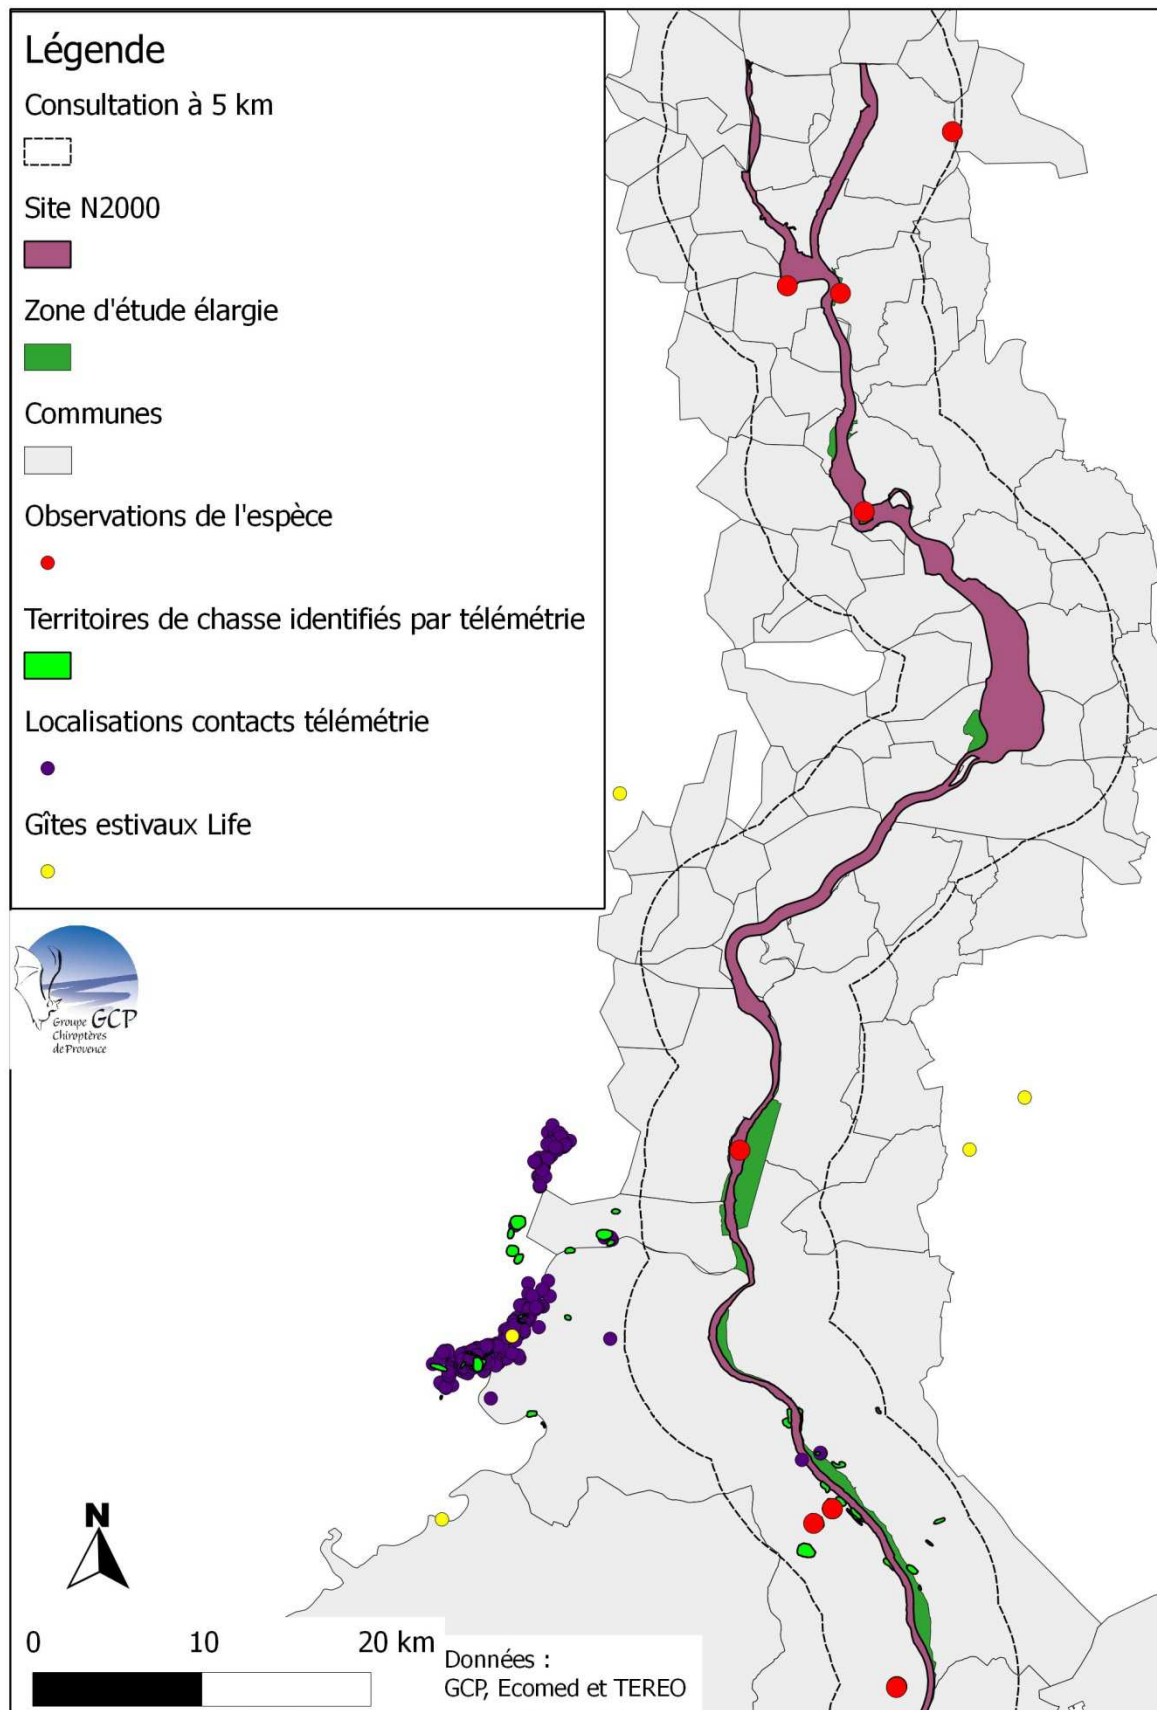 Légende
Consultation à 5 km
Site N2000
Zone d'étude élargie
Communes
Observations de l'espèce
Territoires de chasse identifiés par télémétrie
Localisations contacts télémétrie
Gîtes estivaux Life
Groupe GCP
Chiroptères
de Provence
N
0 10 20 km
Données :
GCP, Ecomed et TEREO